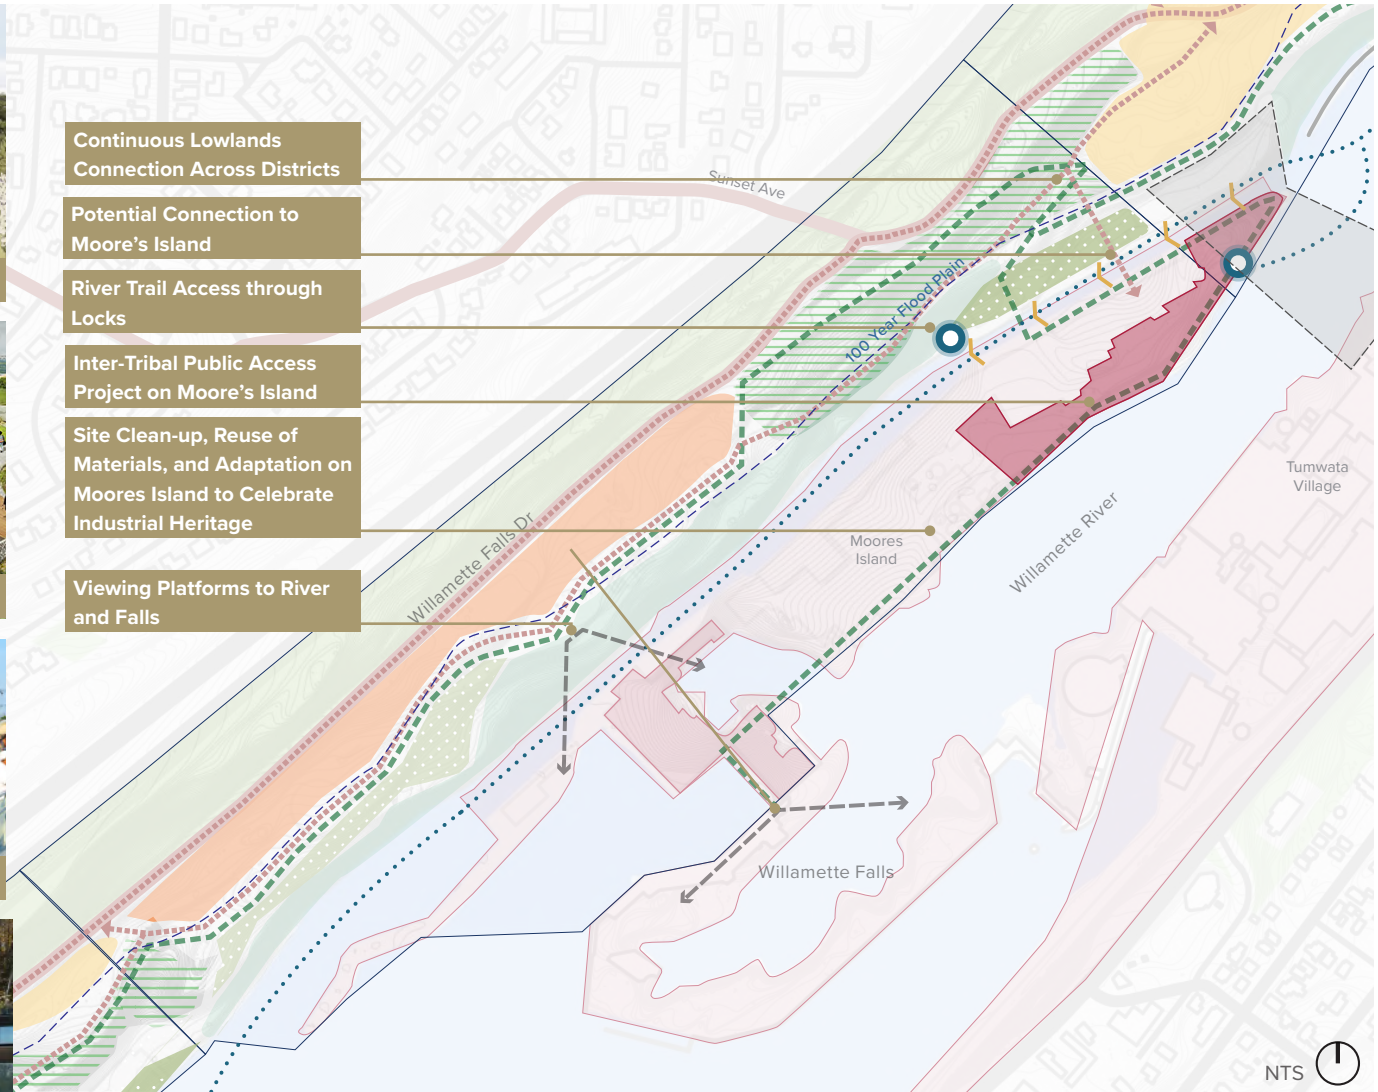 Continuous Lowlands
Connection Across Districts
Potential Connection to
Moore's Island
River Trail Access through
Locks
Inter-Tribal Public Access
Project on Moore's Island
Site Clean-up, Reuse of
Materials, and Adaptation on
Moores Island to Celebrate
Industrial Heritage
Viewing Platforms to River
and Falls
Sunset Ave
100 Year Flood Plain
Willamette Falls Dr
Moores
Island
Willamette River
Tumwata
Village
Willamette Falls
NTS